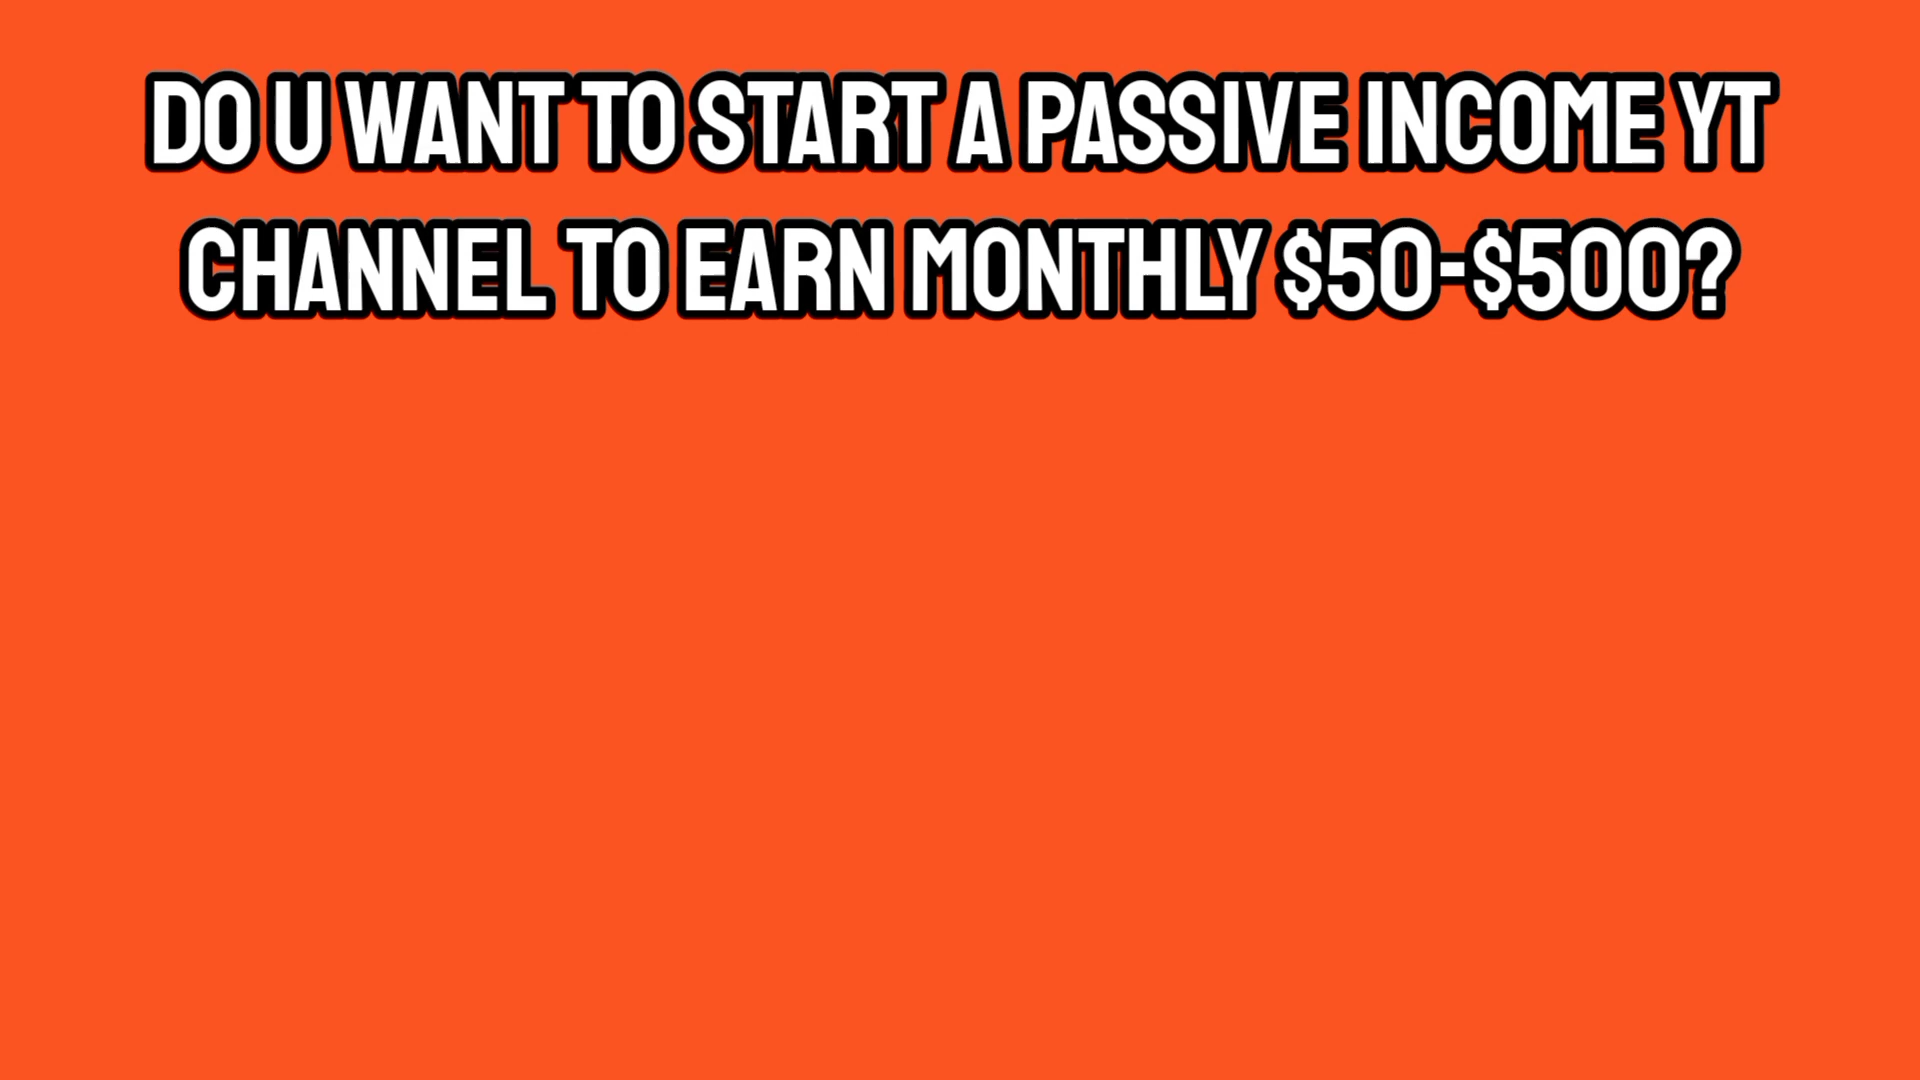 DO U WANT TO START A PASSIVE INCOME YT
CHANNEL TO EARN MONTHLY $50-$500?